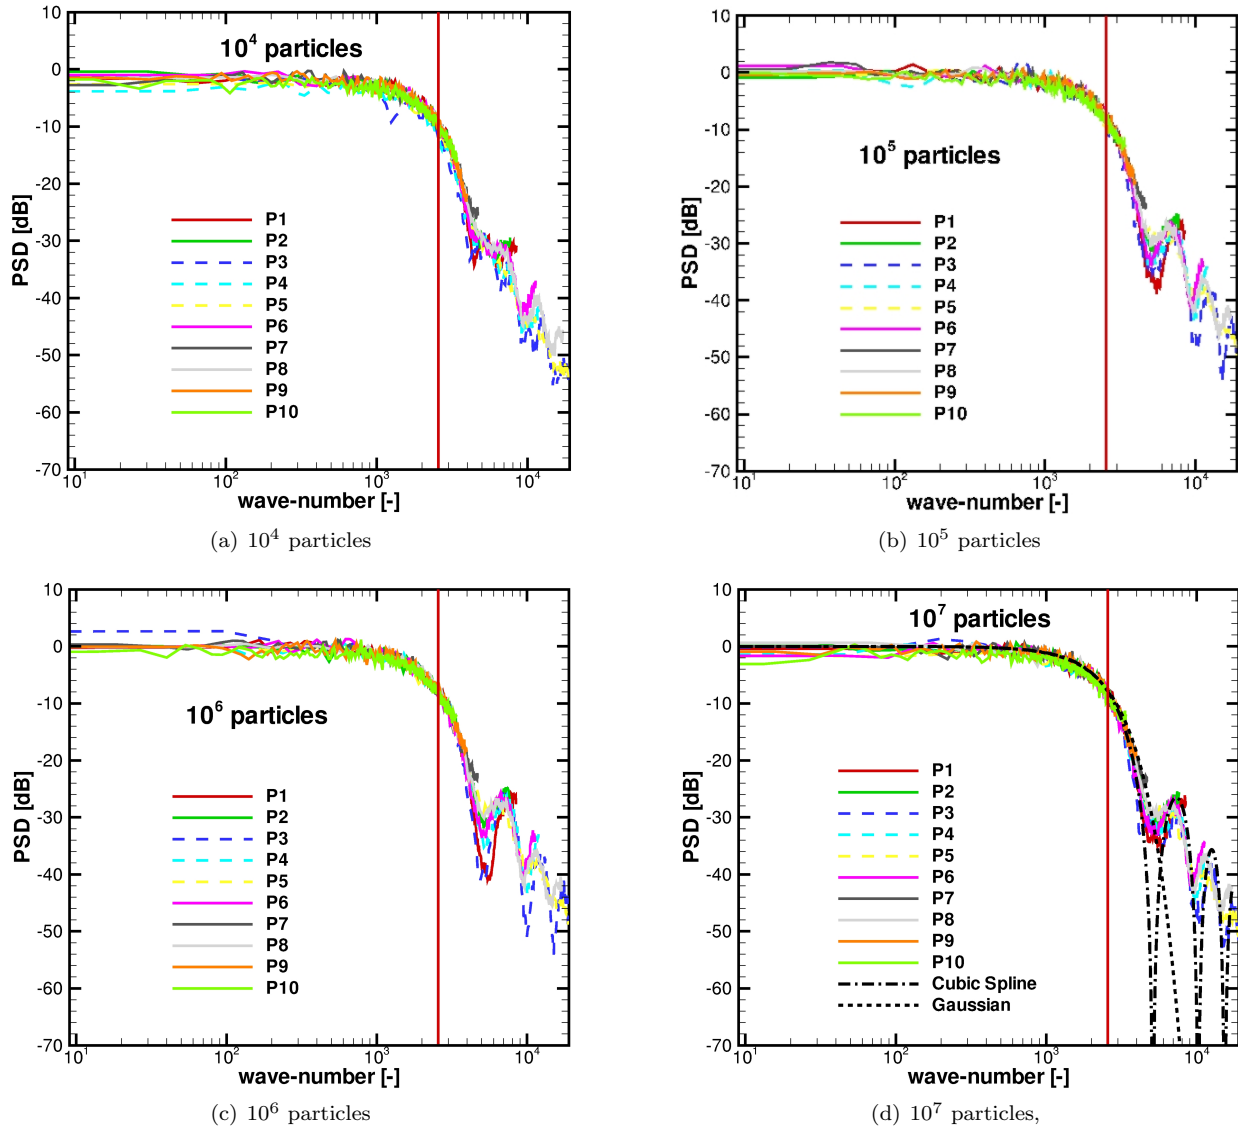 10
0
-10
-20
-30
-40
-50
-60
-70
PSD [dB]
10⁴ particles
P1
P2
P3
P4
P5
P6
P7
P8
P9
P10
10¹ 10² 10³ 10⁴
wave-number [-]
(a) 10⁴ particles
10
0
-10
-20
-30
-40
-50
-60
-70
PSD [dB]
10⁵ particles
P1
P2
P3
P4
P5
P6
P7
P8
P9
P10
10¹ 10² 10³ 10⁴
wave-number [-]
(b) 10⁵ particles
10
0
-10
-20
-30
-40
-50
-60
-70
PSD [dB]
10⁶ particles
P1
P2
P3
P4
P5
P6
P7
P8
P9
P10
10¹ 10² 10³ 10⁴
wave-number [-]
(c) 10⁶ particles
10
0
-10
-20
-30
-40
-50
-60
-70
PSD [dB]
10⁷ particles
P1
P2
P3
P4
P5
P6
P7
P8
P9
P10
Cubic Spline
Gaussian
10¹ 10² 10³ 10⁴
wave-number [-]
(d) 10⁷ particles,